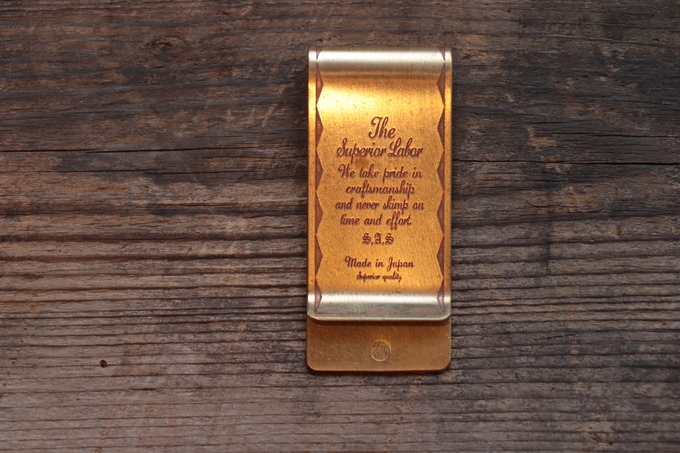 The
Superior Labor
We take pride in
craftsmanship
and never skimp on
time and effort.
S.A.S
Made in Japan
superior quality